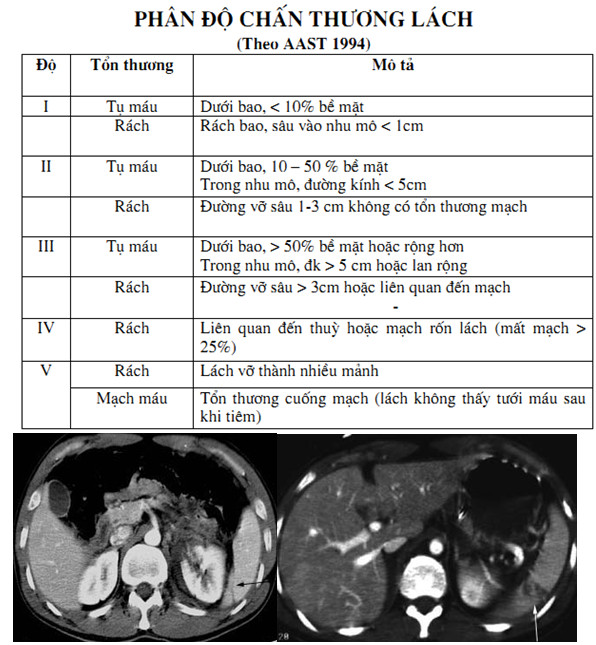 PHÂN ĐỘ CHẤN THƯƠNG LÁCH
(Theo AAST 1994)
Độ Tổn thương Mô tả
I Tụ máu Dưới bao, < 10% bề mặt
Rách Rách bao, sâu vào nhu mô < 1cm
II Tụ máu Dưới bao, 10 – 50 % bề mặt
Trong nhu mô, đường kính < 5cm
Rách Đường vỡ sâu 1-3 cm không có tổn thương mạch
III Tụ máu Dưới bao, > 50% bề mặt hoặc rộng hơn
Trong nhu mô, đk > 5 cm hoặc lan rộng
Rách Đường vỡ sâu > 3cm hoặc liên quan đến mạch
-
IV Rách Liên quan đến thuỳ hoặc mạch rốn lách (mất mạch >
25%)
V Rách Lách vỡ thành nhiều mảnh
Mạch máu Tổn thương cuống mạch (lách không thấy tưới máu sau
khi tiêm)
20